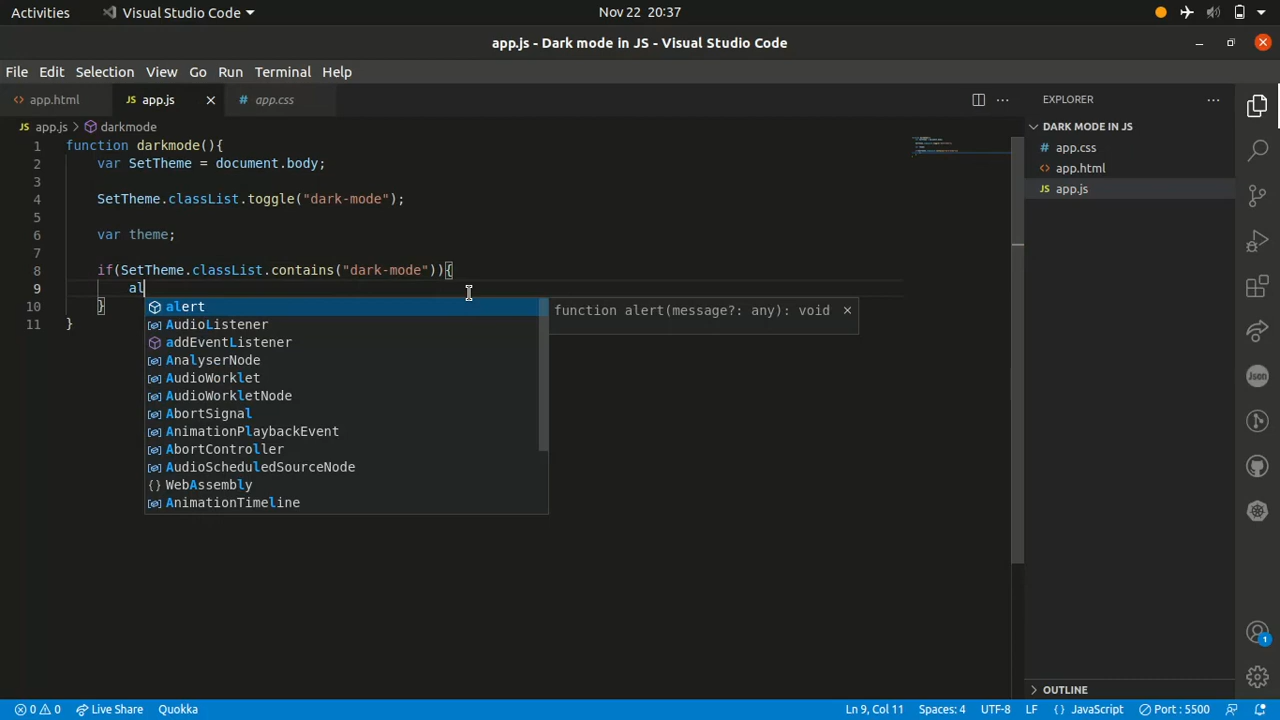 Activities Visual Studio Code Nov 22 20:37
app.js - Dark mode in JS - Visual Studio Code
File Edit Selection View Go Run Terminal Help
app.html JS app.js app.css EXPLORER
JS app.js > darkmode
DARK MODE IN JS
app.css
app.html
JS app.js
1 function darkmode(){
2 var SetTheme = document.body;
3
4 SetTheme.classList.toggle("dark-mode");
5
6 var theme;
7
8 if(SetTheme.classList.contains("dark-mode")){
9 al
10 }
11 }
alert
AudioListener
addEventListener
AnalyserNode
AudioWorklet
AudioWorkletNode
AbortSignal
AnimationPlaybackEvent
AbortController
AudioScheduledSourceNode
WebAssembly
AnimationTimeline
function alert(message?: any): void
Json
1
OUTLINE
0 0 Live Share Quokka Ln 9, Col 11 Spaces: 4 UTF-8 LF {} JavaScript Port : 5500